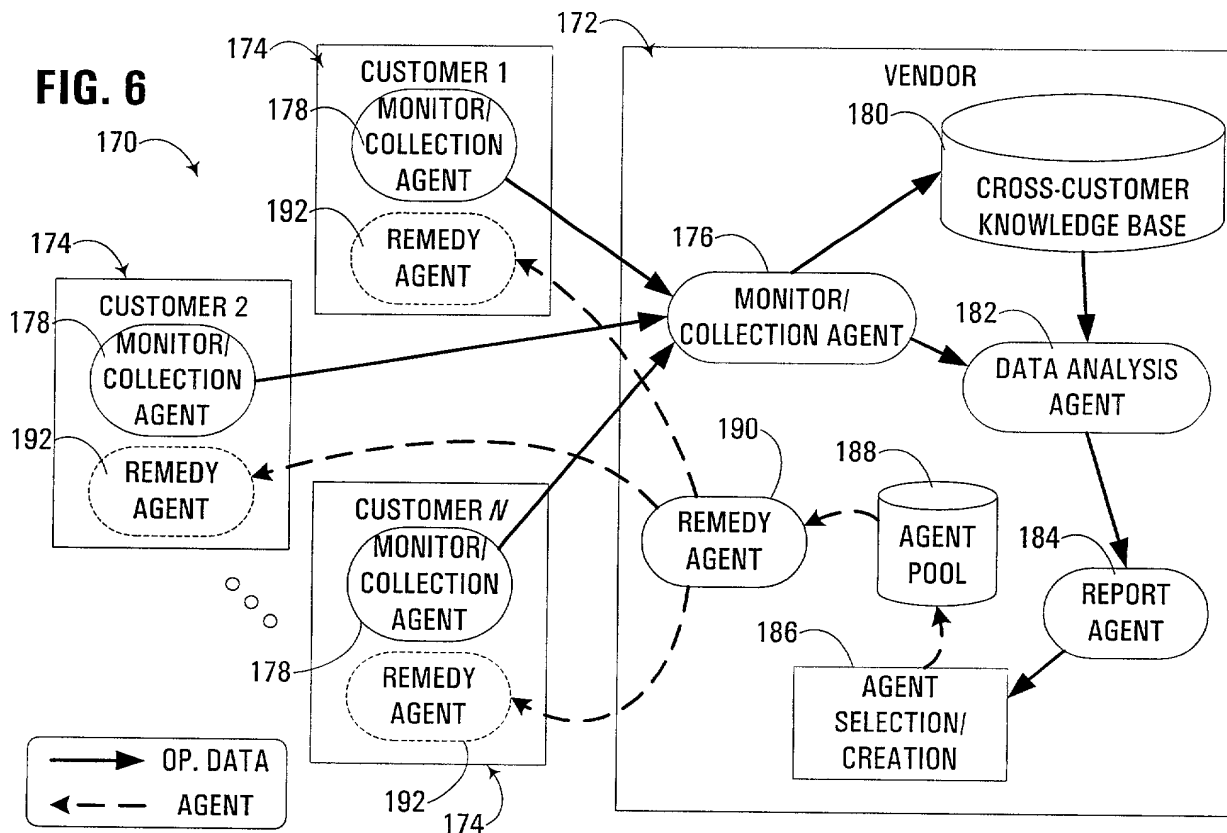 FIG. 6
170
174
CUSTOMER 1
178
MONITOR/
COLLECTION
AGENT
192
REMEDY
AGENT
174
CUSTOMER 2
178
MONITOR/
COLLECTION
AGENT
192
REMEDY
AGENT
CUSTOMER N
MONITOR/
COLLECTION
AGENT
178
REMEDY
AGENT
192
174
172
VENDOR
180
CROSS-CUSTOMER
KNOWLEDGE BASE
176
MONITOR/
COLLECTION AGENT
182
DATA ANALYSIS
AGENT
190
REMEDY
AGENT
188
AGENT
POOL
184
REPORT
AGENT
186
AGENT
SELECTION/
CREATION
OP. DATA
AGENT